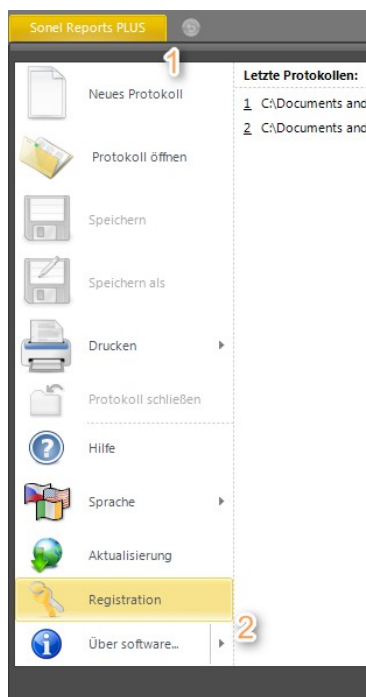 Sonel Reports PLUS
1
Neues Protokoll
Protokoll öffnen
Speichern
Speichern als
Drucken
Protokoll schließen
Hilfe
Sprache
Aktualisierung
Registration
2
Über software...
Letzte Protokollen:
1 C:\Documents and
2 C:\Documents and